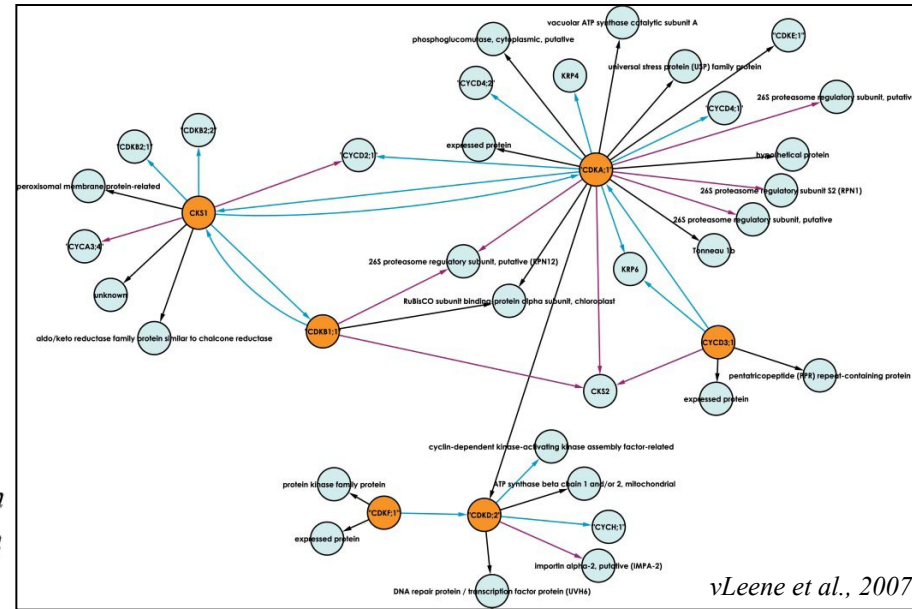 vacuolar ATP synthase catalytic subunit A
phosphoglucomutase, cytoplasmic, putative
"CDKE;1"
universal stress protein (USP) family protein
KRP4
"CYCD4;2"
26S proteasome regulatory subunit, putative
"CYCD4;1"
"CDKB2;2"
"CDKB2;1"
expressed protein
"CYCD2;1"
hypothetical protein
"CDKA;1"
peroxisomal membrane protein-related
26S proteasome regulatory subunit S2 (RPN1)
CKS1
26S proteasome regulatory subunit, putative
"CYCA3;4"
Tonneau 1b
26S proteasome regulatory subunit, putative (RPN12)
KRP6
unknown
RuBisCO subunit binding protein alpha subunit, chloroplast
"CDKB1;1"
aldo/keto reductase family protein similar to chalcone reductase
CYCD3;1
pentatricopeptide (PPR) repeat-containing protein
CKS2
expressed protein
cyclin-dependent kinase-activating kinase assembly factor-related
protein kinase family protein
ATP synthase beta chain 1 and/or 2, mitochondrial
"CDKF;1"
"CDKD;2"
"CYCH;1"
expressed protein
importin alpha-2, putative (IMPA-2)
DNA repair protein / transcription factor protein (UVH6)
vLeene et al., 2007